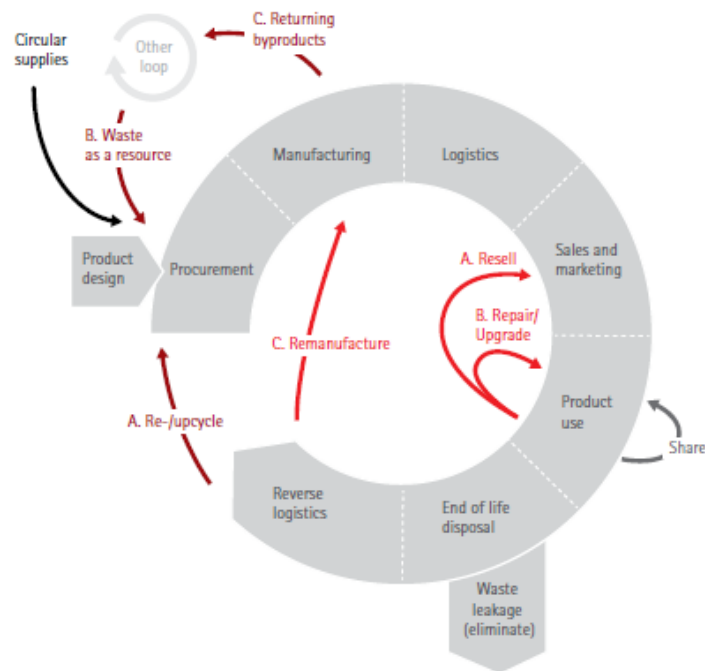 C. Returning
byproducts
Circular
supplies
Other
loop
B. Waste
as a resource
Manufacturing
Logistics
Product
design
Procurement
A. Resell
Sales and
marketing
B. Repair/
Upgrade
C. Remanufacture
Product
use
A. Re-/upcycle
Share
Reverse
logistics
End of life
disposal
Waste
leakage
(eliminate)